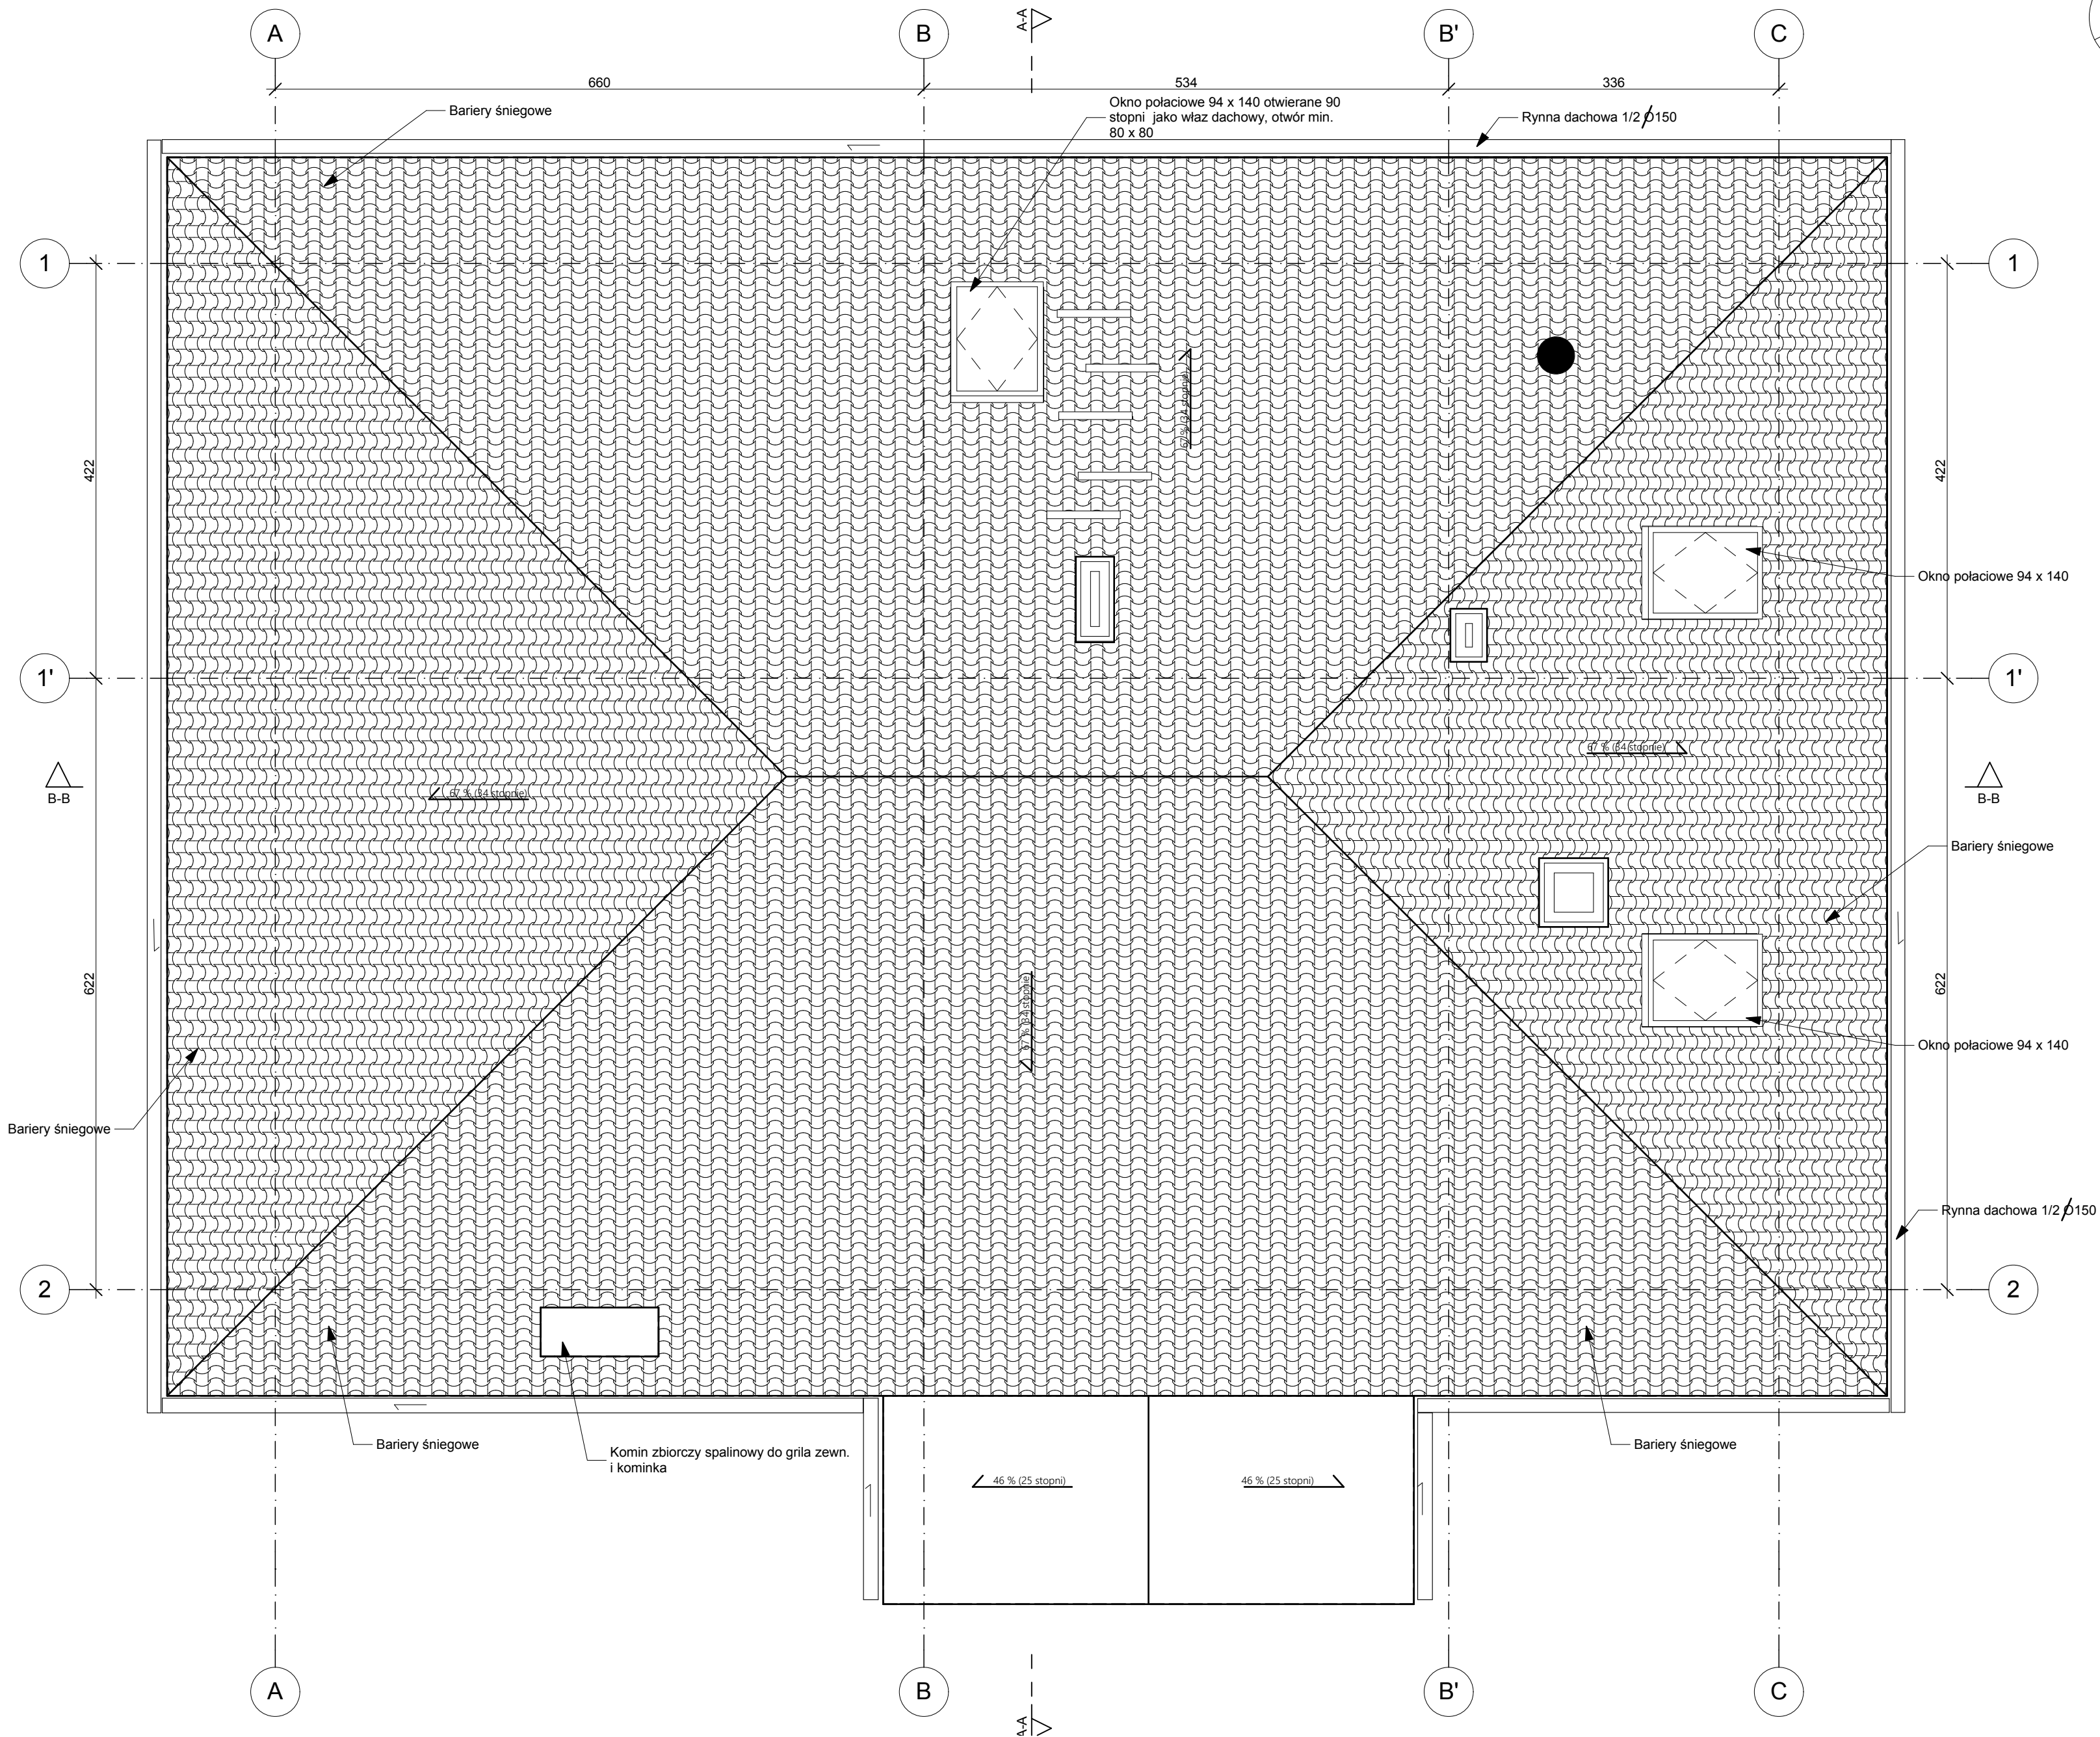 A
B
A-A
B'
C
660
534
336
Bariery śniegowe
Okno połaciowe 94 x 140 otwierane 90
stopni jako właz dachowy, otwór min.
80 x 80
Rynna dachowa 1/2 Ø150
1
1
67 % (34 stopnie)
422
422
Okno połaciowe 94 x 140
1'
1'
67 % (34 stopnie)
67 % (34 stopnie)
B-B
B-B
Bariery śniegowe
622
622
67 % (34 stopnie)
Okno połaciowe 94 x 140
Bariery śniegowe
Rynna dachowa 1/2 Ø150
2
2
Bariery śniegowe
Komin zbiorczy spalinowy do grila zewn.
i kominka
Bariery śniegowe
46 % (25 stopni)
46 % (25 stopni)
A
B
A-A
B'
C